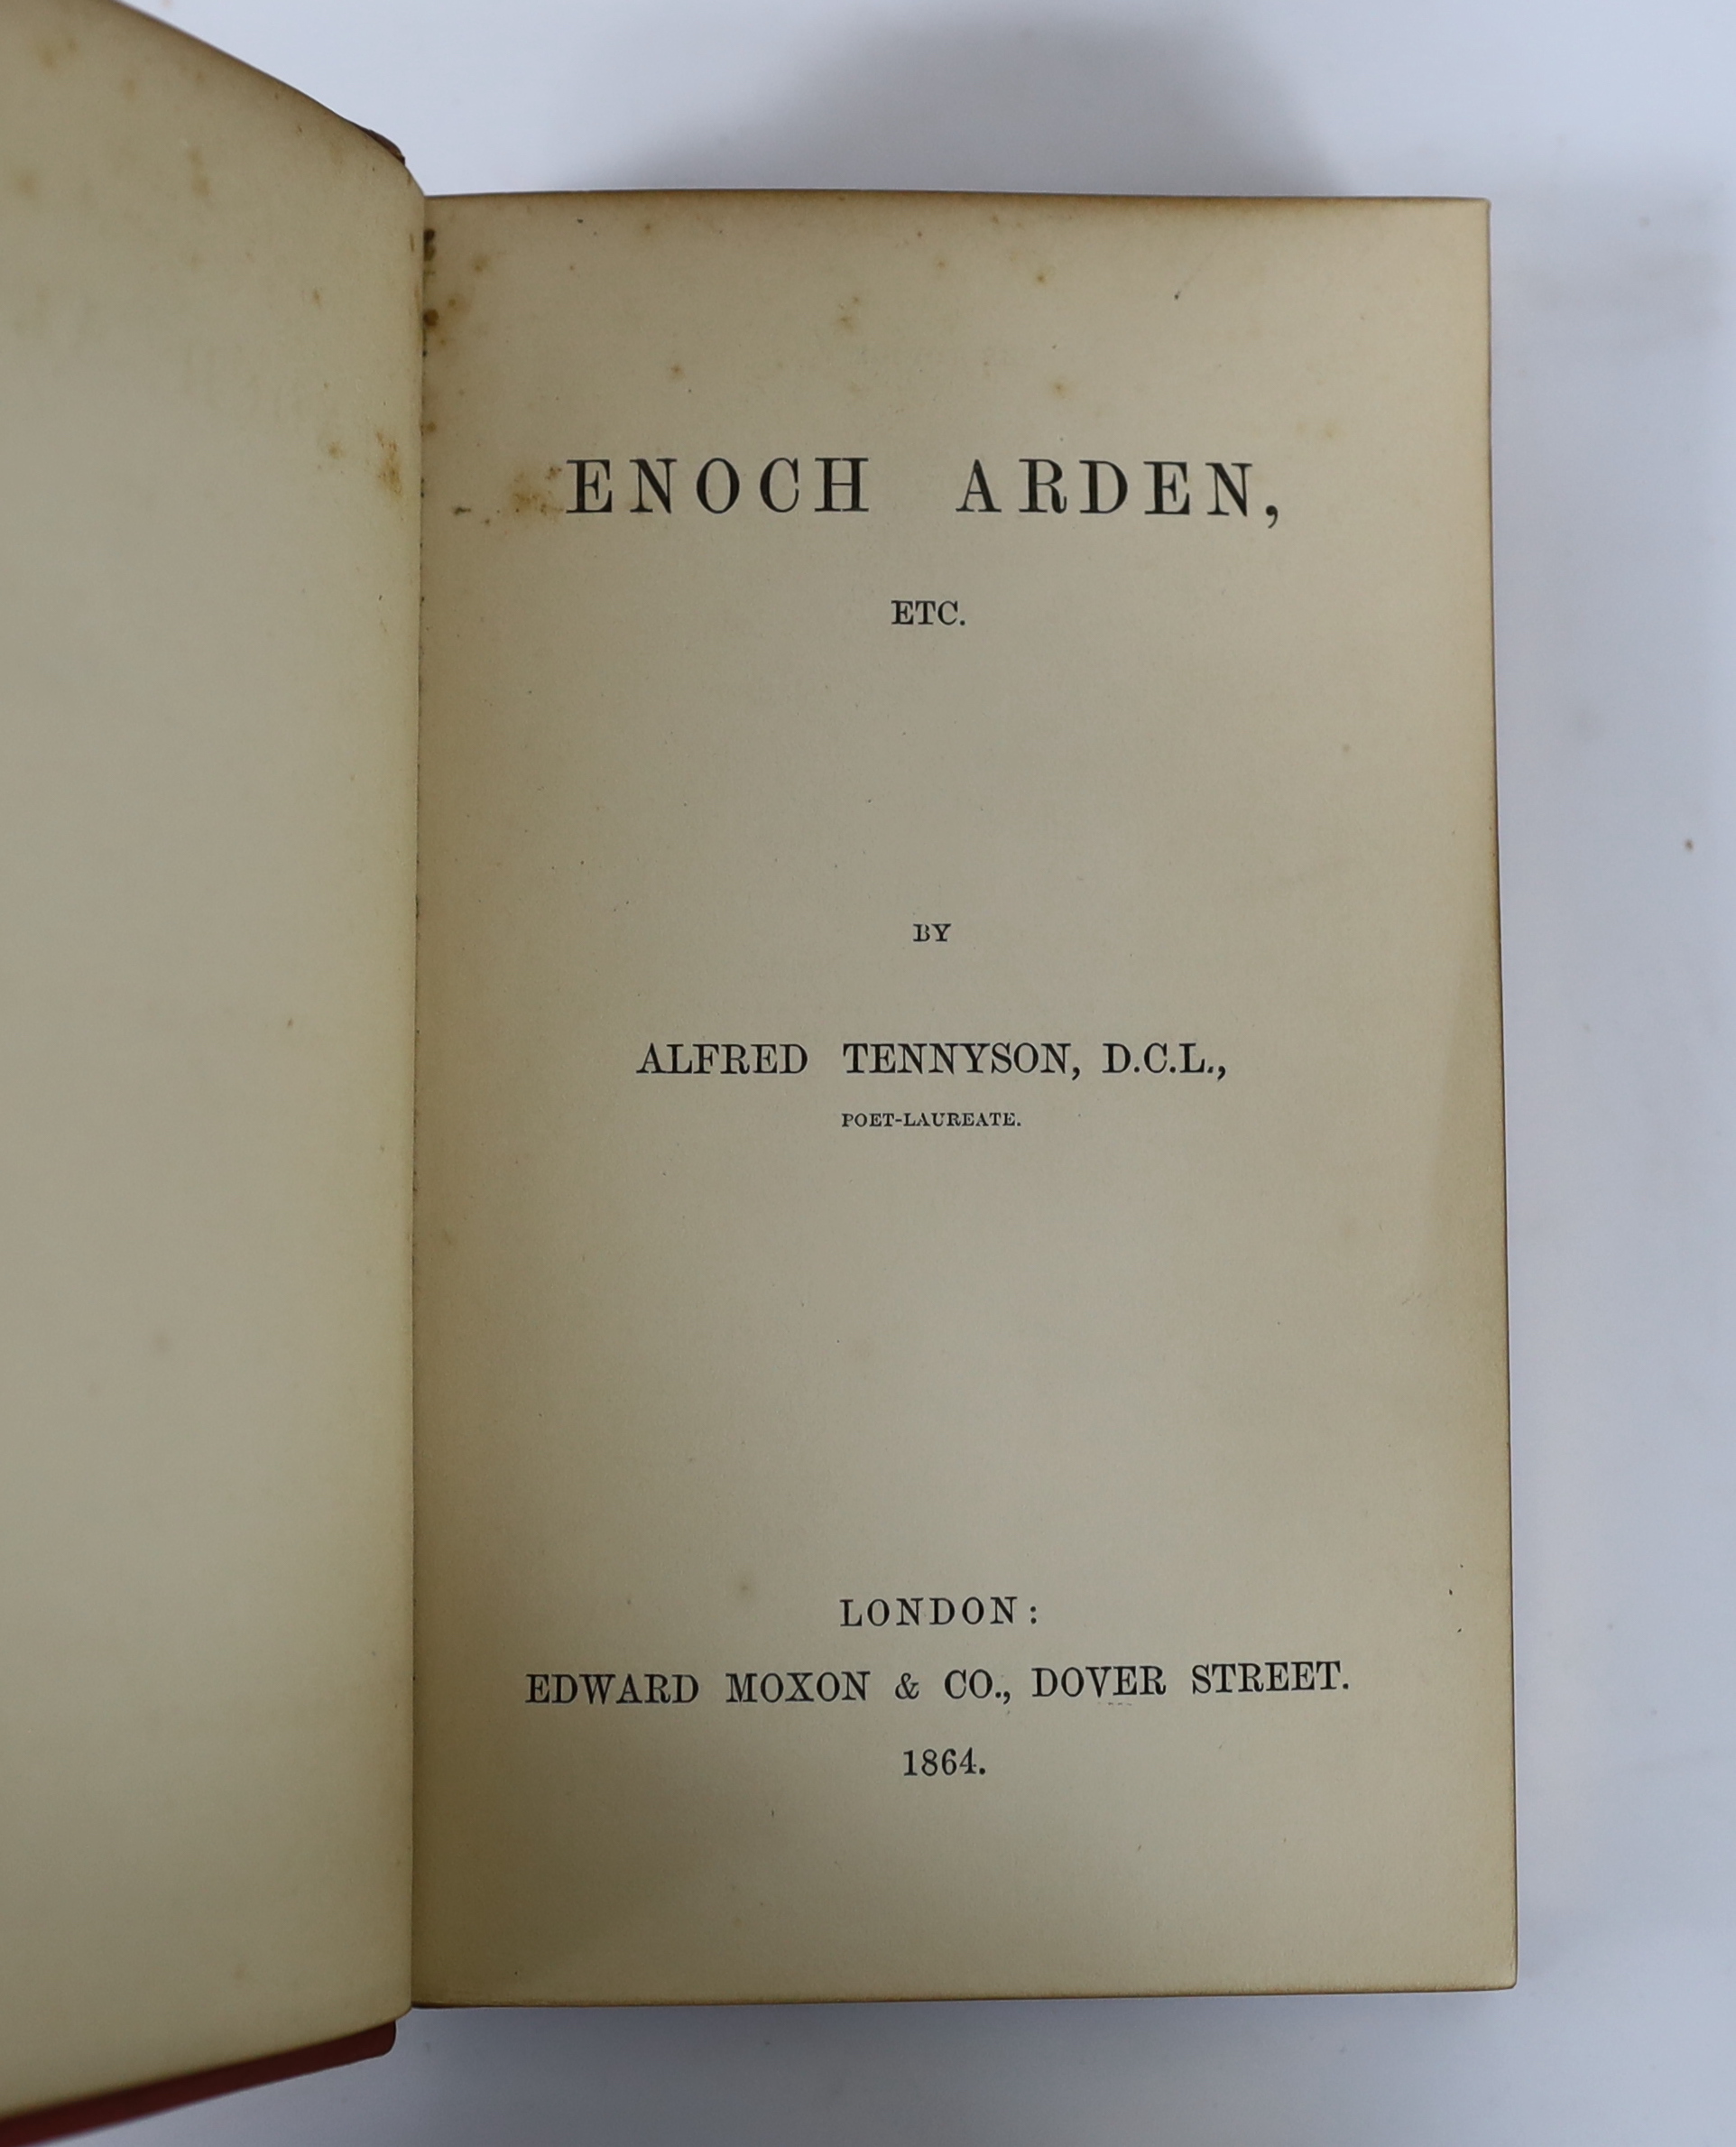 ENOCH ARDEN,
ETC.
BY
ALFRED TENNYSON, D.C.L.,
POET-LAUREATE.
LONDON:
EDWARD MOXON & CO., DOVER STREET.
1864.